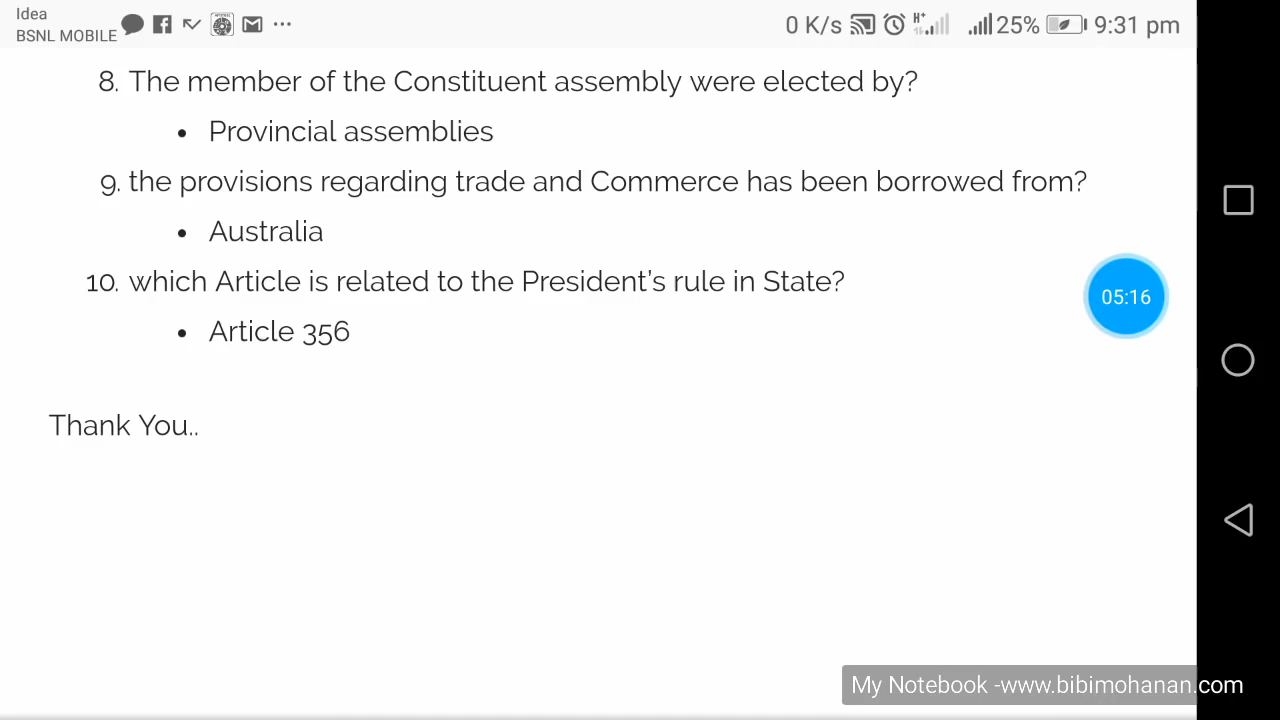 Idea
BSNL MOBILE
0 K/s H+ 25% 9:31 pm
8. The member of the Constituent assembly were elected by?
• Provincial assemblies
9. the provisions regarding trade and Commerce has been borrowed from?
• Australia
10. which Article is related to the President's rule in State?
• Article 356
05:16
Thank You..
My Notebook -www.bibimohanan.com